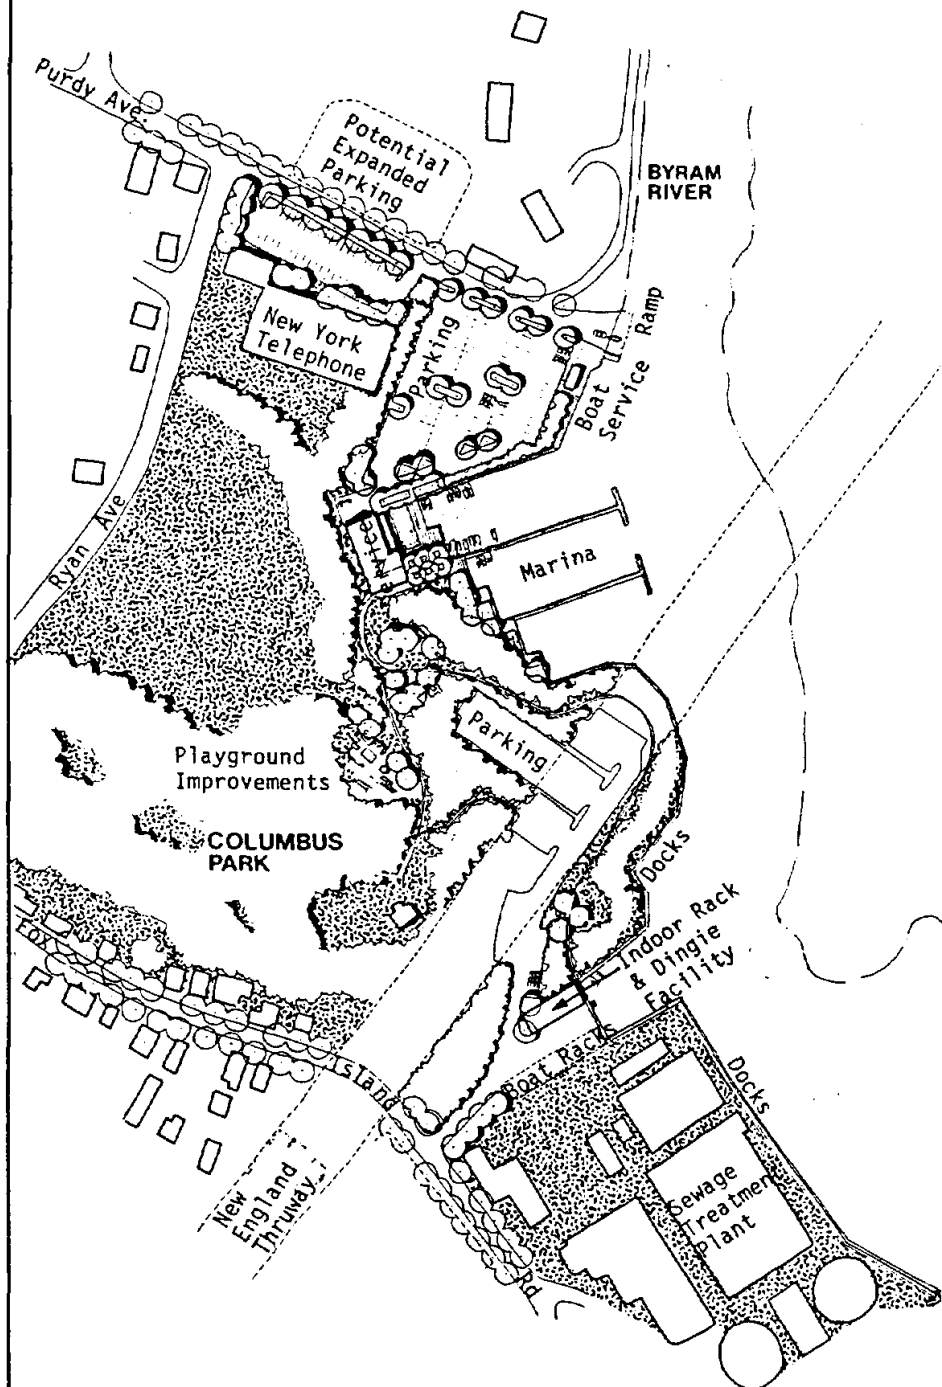 Purdy Ave.
Potential
Expanded
Parking
BYRAM
RIVER
New York
Telephone
Parking
Boat
Service
Ramp
Ryan Ave
Marina
Playground
Improvements
Parking
COLUMBUS
PARK
Docks
Indoor Rack
& Dingie
Facility
Fox
Island
Rd
Boat Racks
Docks
New
England
Thruway
Sewage
Treatment
Plant